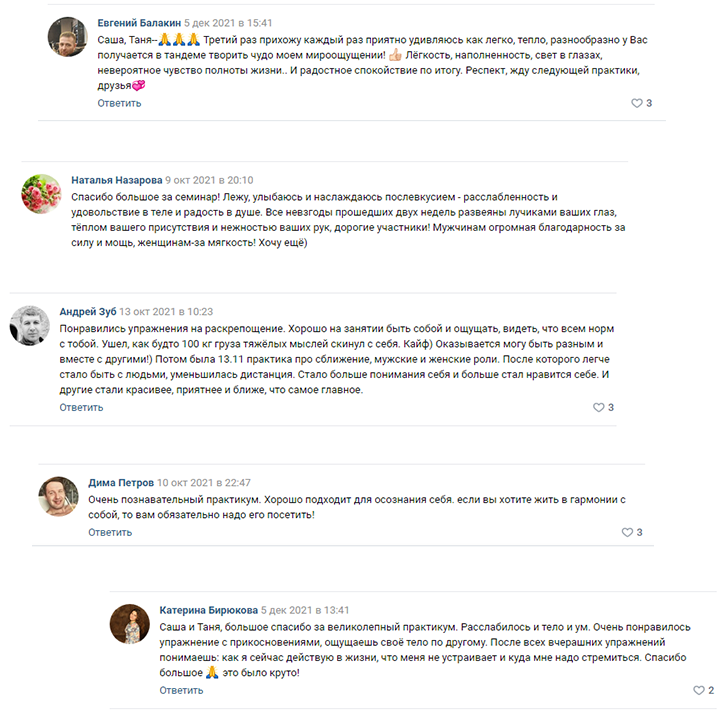 Евгений Балакин 5 дек 2021 в 15:41
Саша, Таня--🙏🙏🙏 Третий раз прихожу каждый раз приятно удивляюсь как легко, тепло, разнообразно у Вас
получается в тандеме творить чудо моем мироощущении! 👍🏻 Лёгкость, наполненность, свет в глазах,
невероятное чувство полноты жизни.. И радостное спокойствие по итогу. Респект, жду следующей практики,
друзья💞
Ответить
3
Наталья Назарова 9 окт 2021 в 20:10
Спасибо большое за семинар! Лежу, улыбаюсь и наслаждаюсь послевкусием - расслабленность и
удовольствие в теле и радость в душе. Все невзгоды прошедших двух недель развеяны лучиками ваших глаз,
тёплом вашего присутствия и нежностью ваших рук, дорогие участники! Мужчинам огромная благодарность за
силу и мощь, женщинам-за мягкость! Хочу ещё)
Андрей Зуб 13 окт 2021 в 10:23
Понравились упражнения на раскрепощение. Хорошо на занятии быть собой и ощущать, видеть, что всем норм
с тобой. Ушел, как будто 100 кг груза тяжёлых мыслей скинул с себя. Кайф) Оказывается могу быть разным и
вместе с другими!) Потом была 13.11 практика про сближение, мужские и женские роли. После которого легче
стало быть с людьми, уменьшилась дистанция. Стало больше понимания себя и больше стал нравится себе. И
другие стали красивее, приятнее и ближе, что самое главное.
Ответить
3
Дима Петров 10 окт 2021 в 22:47
Очень познавательный практикум. Хорошо подходит для осознания себя. если вы хотите жить в гармонии с
собой, то вам обязательно надо его посетить!
Ответить
3
Катерина Бирюкова 5 дек 2021 в 13:41
Саша и Таня, большое спасибо за великолепный практикум. Расслабилось и тело и ум. Очень понравилось
упражнение с прикосновениями, ощущаешь своё тело по другому. После всех вчерашних упражнений
понимаешь: как я сейчас действую в жизни, что меня не устраивает и куда мне надо стремиться. Спасибо
большое 🙏 это было круто!
Ответить
2